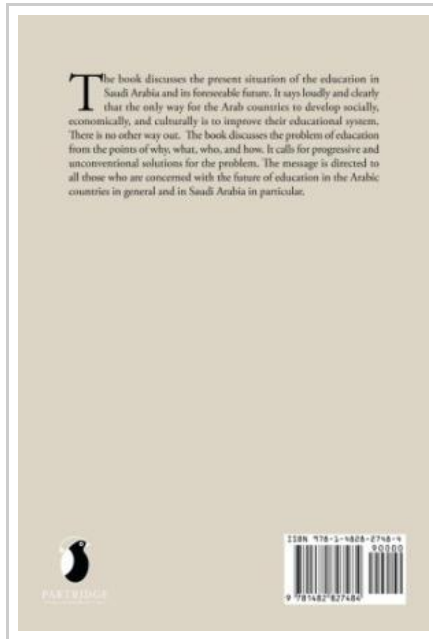 The book discusses the present situation of the education in
Saudi Arabia and its foreseeable future. It says loudly and clearly
that the only way for the Arab countries to develop socially,
economically, and culturally is to improve their educational system.
There is no other way out. The book discusses the problem of education
from the points of why, what, who, and how. It calls for progressive and
unconventional solutions for the problem. The message is directed to
all those who are concerned with the future of education in the Arabic
countries in general and in Saudi Arabia in particular.
PARTRIDGE
ISBN 978-1-4828-2748-4
90000
9 781482 827484